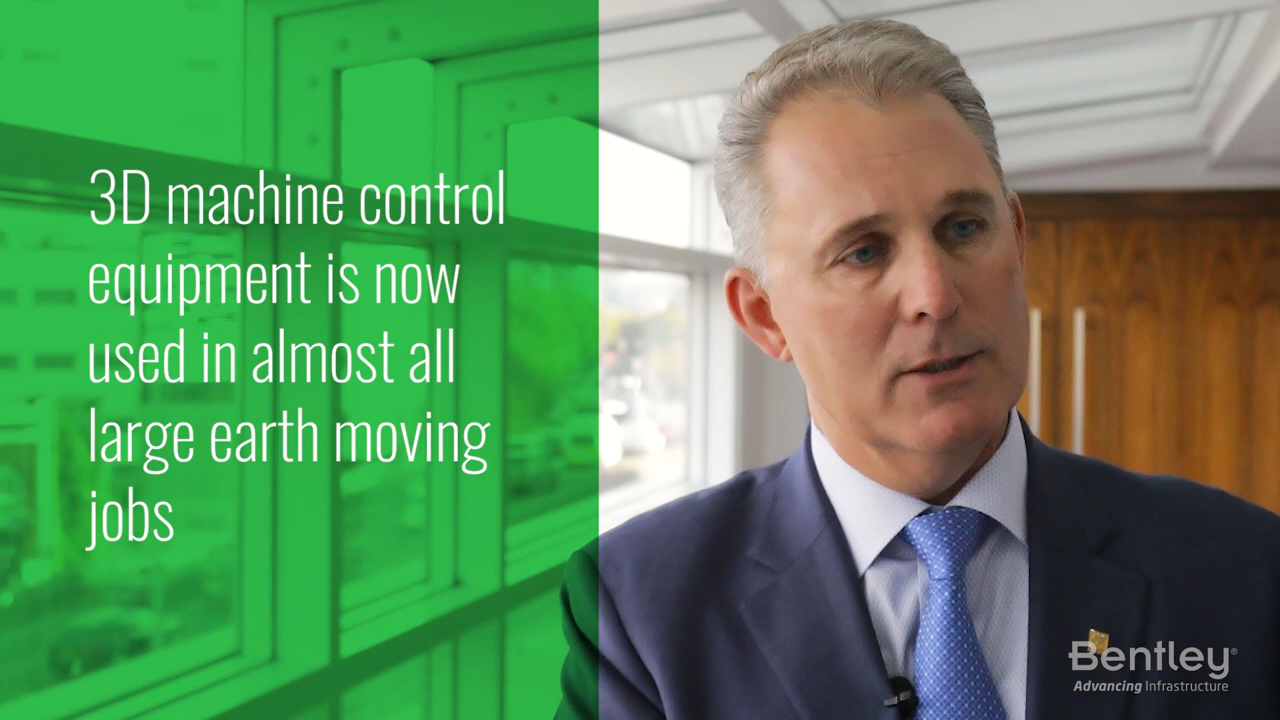 3D machine control
equipment is now
used in almost all
large earth moving
jobs
Bentley®
Advancing Infrastructure